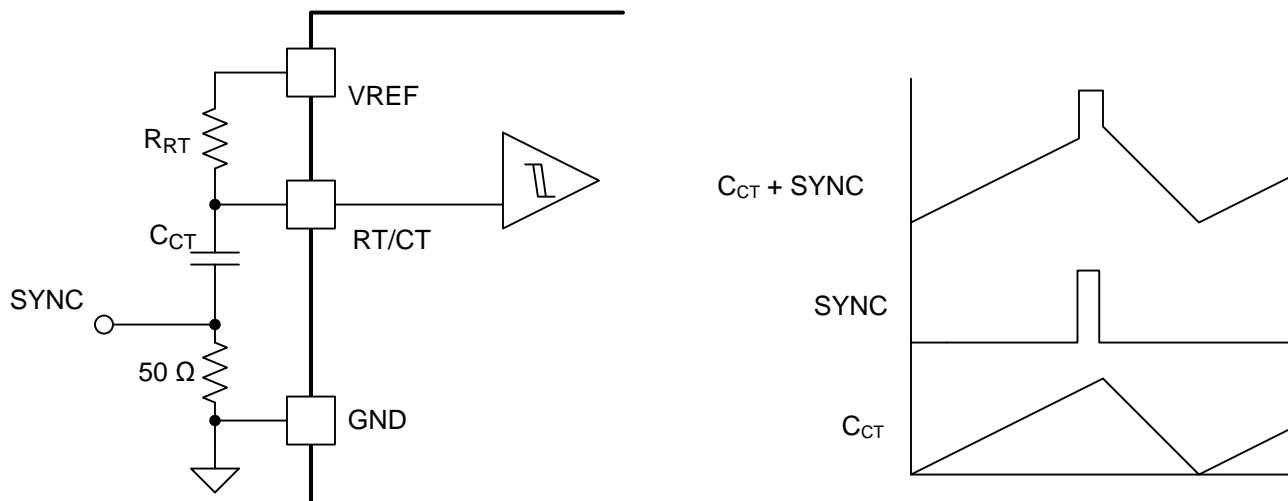 VREF
R_RT
C_CT
RT/CT
SYNC
50 Ω
GND
C_CT + SYNC
SYNC
C_CT